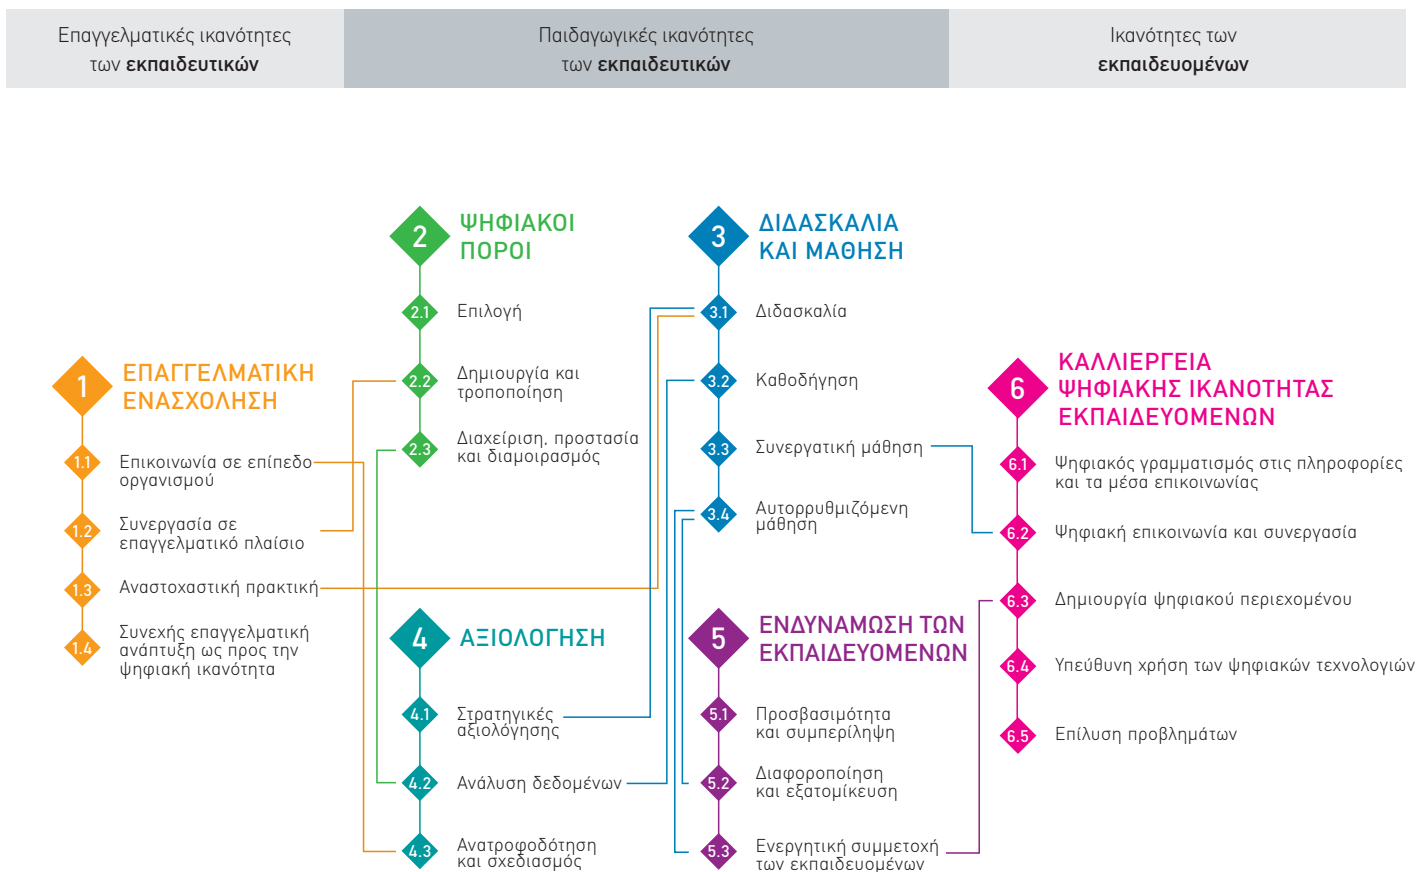 Επαγγελματικές ικανότητες
των εκπαιδευτικών
Παιδαγωγικές ικανότητες
των εκπαιδευτικών
Ικανότητες των
εκπαιδευομένων
1
ΕΠΑΓΓΕΛΜΑΤΙΚΗ
ΕΝΑΣΧΟΛΗΣΗ
1.1
Επικοινωνία σε επίπεδο
οργανισμού
1.2
Συνεργασία σε
επαγγελματικό πλαίσιο
1.3
Αναστοχαστική πρακτική
1.4
Συνεχής επαγγελματική
ανάπτυξη ως προς την
ψηφιακή ικανότητα
2
ΨΗΦΙΑΚΟΙ
ΠΟΡΟΙ
2.1
Επιλογή
2.2
Δημιουργία και
τροποποίηση
2.3
Διαχείριση, προστασία
και διαμοιρασμός
3
ΔΙΔΑΣΚΑΛΙΑ
ΚΑΙ ΜΑΘΗΣΗ
3.1
Διδασκαλία
3.2
Καθοδήγηση
3.3
Συνεργατική μάθηση
3.4
Αυτορρυθμιζόμενη
μάθηση
4
ΑΞΙΟΛΟΓΗΣΗ
4.1
Στρατηγικές
αξιολόγησης
4.2
Ανάλυση δεδομένων
4.3
Ανατροφοδότηση
και σχεδιασμός
5
ΕΝΔΥΝΑΜΩΣΗ ΤΩΝ
ΕΚΠΑΙΔΕΥΟΜΕΝΩΝ
5.1
Προσβασιμότητα
και συμπερίληψη
5.2
Διαφοροποίηση
και εξατομίκευση
5.3
Ενεργητική συμμετοχή
των εκπαιδευομένων
6
ΚΑΛΛΙΕΡΓΕΙΑ
ΨΗΦΙΑΚΗΣ ΙΚΑΝΟΤΗΤΑΣ
ΕΚΠΑΙΔΕΥΟΜΕΝΩΝ
6.1
Ψηφιακός γραμματισμός στις πληροφορίες
και τα μέσα επικοινωνίας
6.2
Ψηφιακή επικοινωνία και συνεργασία
6.3
Δημιουργία ψηφιακού περιεχομένου
6.4
Υπεύθυνη χρήση των ψηφιακών τεχνολογιών
6.5
Επίλυση προβλημάτων